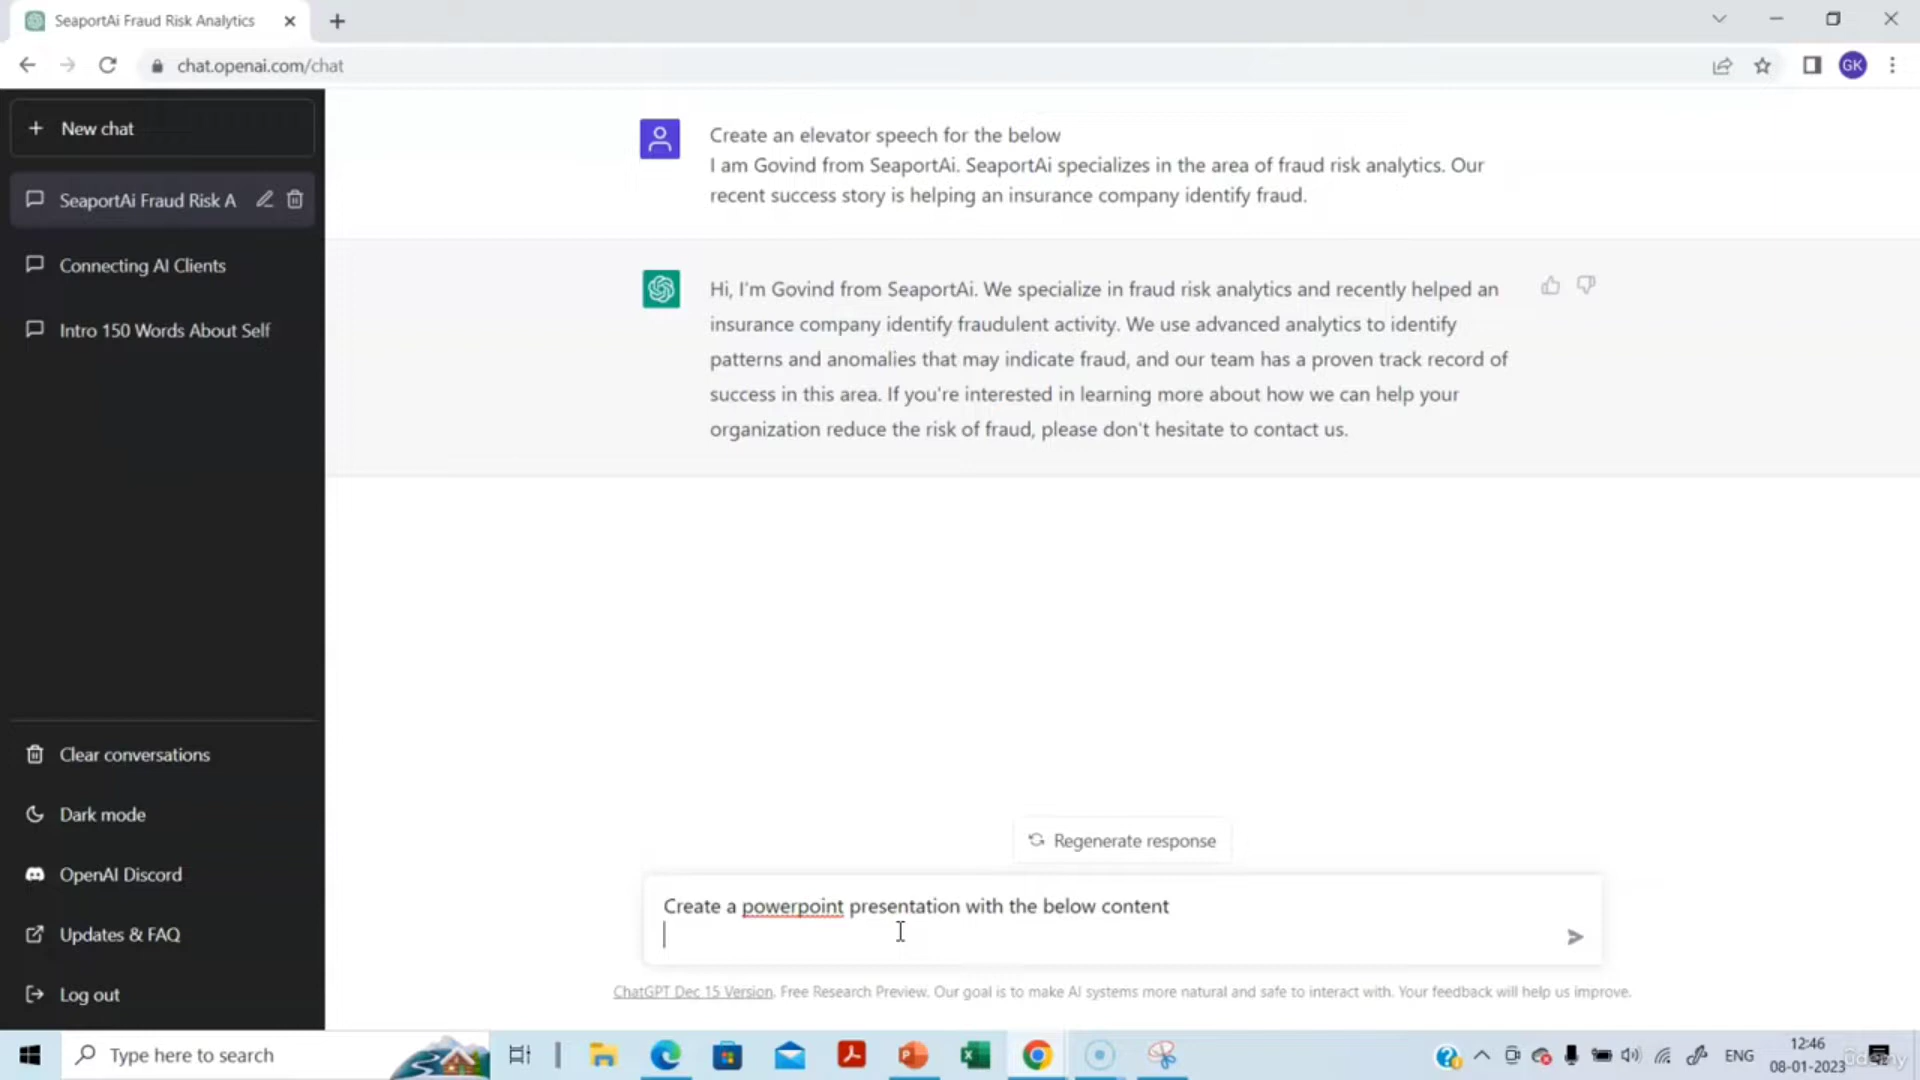 SeaportAi Fraud Risk Analytics
chat.openai.com/chat
GK
New chat
SeaportAi Fraud Risk A
Connecting AI Clients
Intro 150 Words About Self
Clear conversations
Dark mode
OpenAI Discord
Updates & FAQ
Log out
Create an elevator speech for the below
I am Govind from SeaportAi. SeaportAi specializes in the area of fraud risk analytics. Our
recent success story is helping an insurance company identify fraud.
Hi, I'm Govind from SeaportAi. We specialize in fraud risk analytics and recently helped an
insurance company identify fraudulent activity. We use advanced analytics to identify
patterns and anomalies that may indicate fraud, and our team has a proven track record of
success in this area. If you're interested in learning more about how we can help your
organization reduce the risk of fraud, please don't hesitate to contact us.
Regenerate response
Create a powerpoint presentation with the below content
ChatGPT Dec 15 Version. Free Research Preview. Our goal is to make AI systems more natural and safe to interact with. Your feedback will help us improve.
Type here to search
ENG
12:46
08-01-2023
Udemy